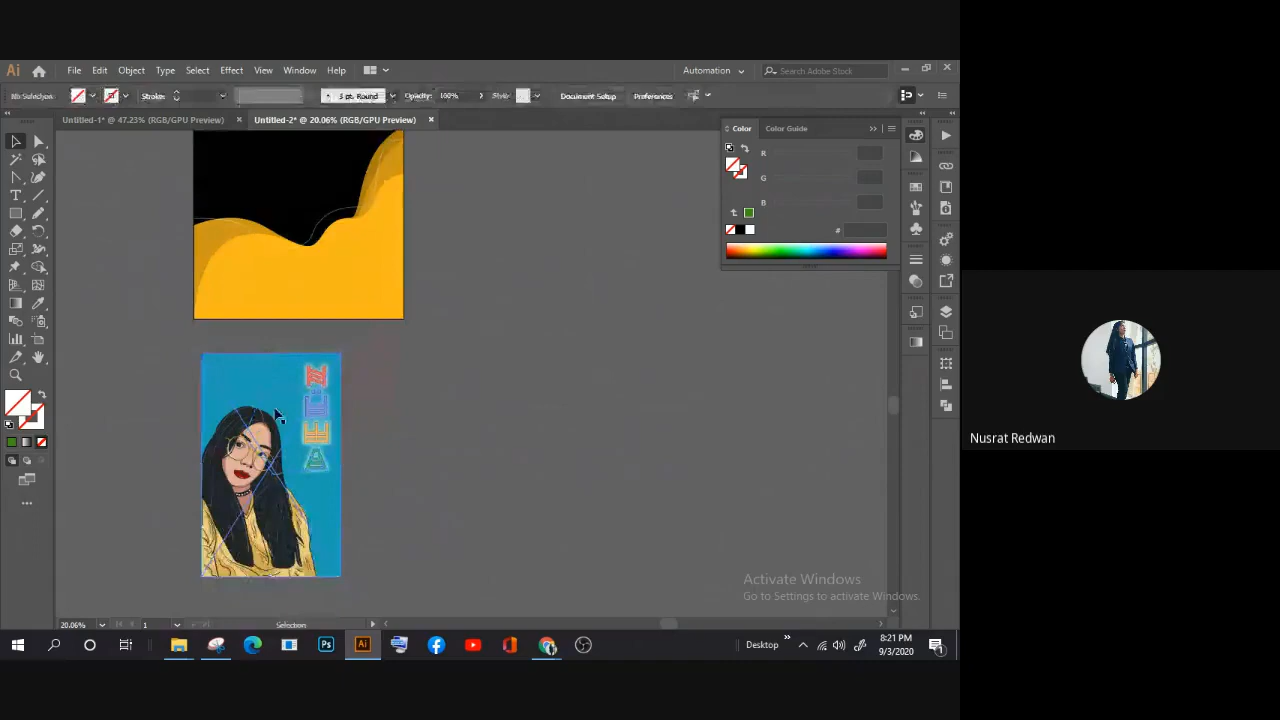 Ai File Edit Object Type Select Effect View Window Help Automation Search Adobe Stock
No Selection Stroke: 3 pt. Round Opacity: 100% Style: Document Setup Preferences
Untitled-1* @ 47.23% (RGB/GPU Preview) Untitled-2* @ 20.06% (RGB/GPU Preview)
Color Color Guide
R
G
B
#
Nusrat Redwan
Activate Windows
Go to Settings to activate Windows.
20.06% 1 Selection
Ps Ai Desktop 8:21 PM
9/3/2020